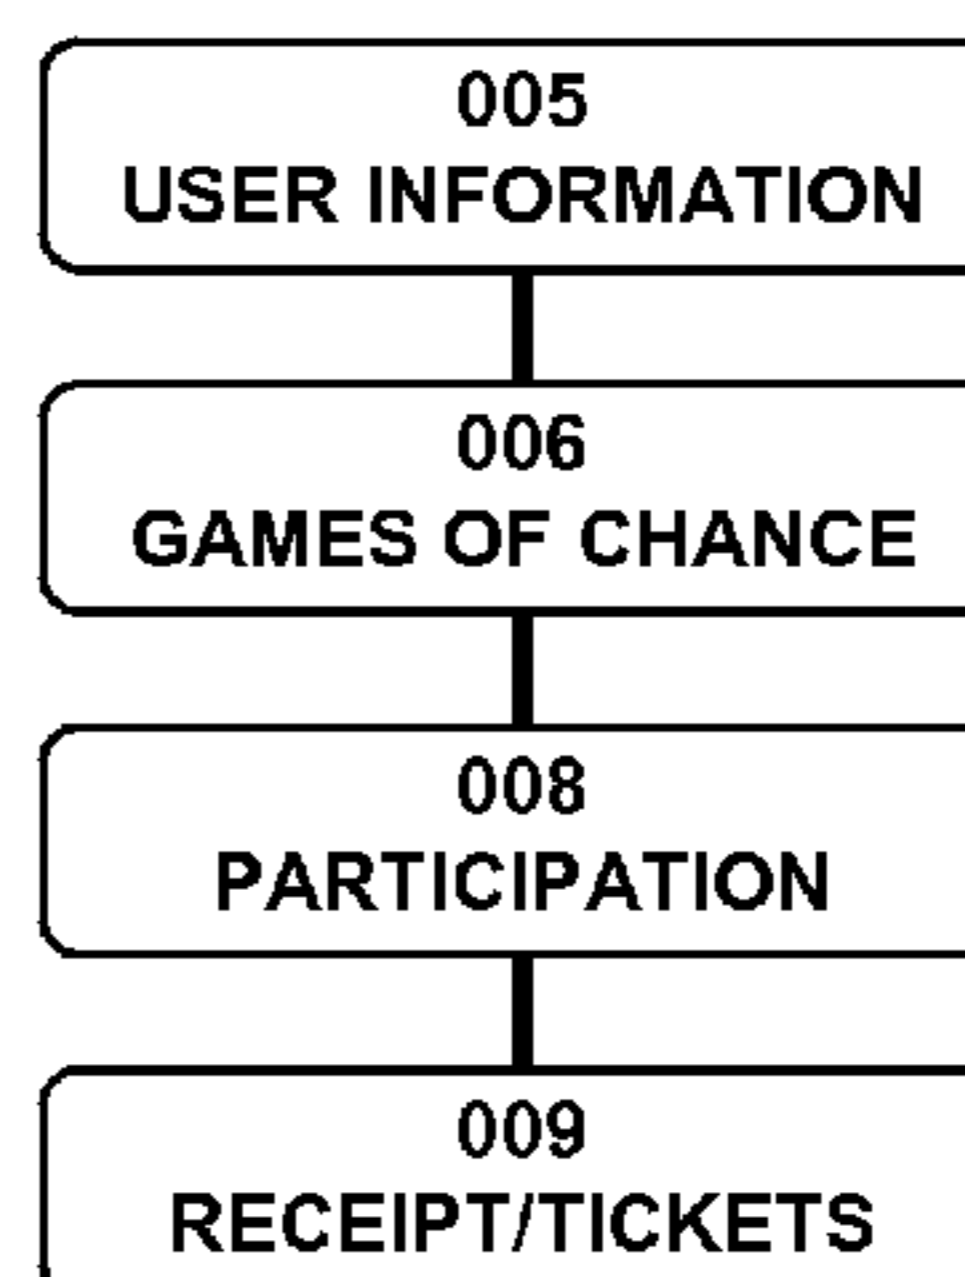 005
USER INFORMATION
006
GAMES OF CHANCE
008
PARTICIPATION
009
RECEIPT/TICKETS